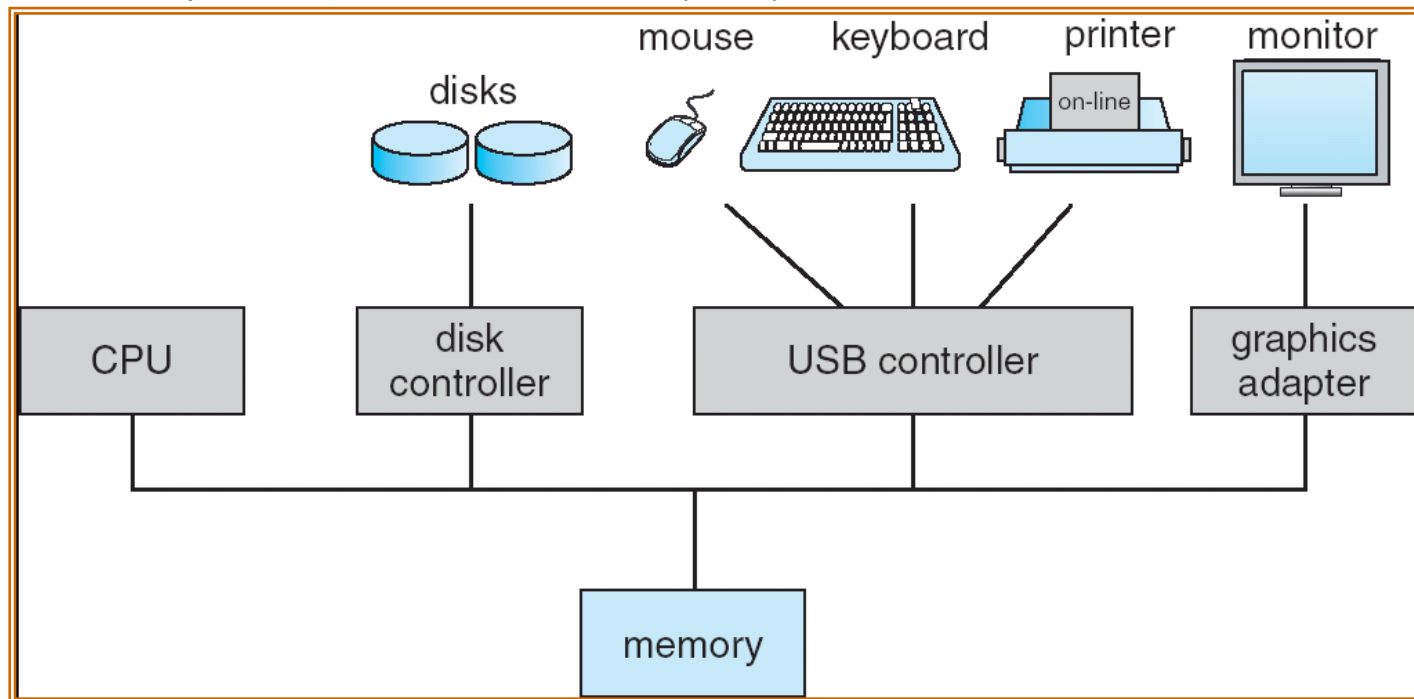 mouse
keyboard
printer
monitor
disks
on-line
CPU
disk
controller
USB controller
graphics
adapter
memory